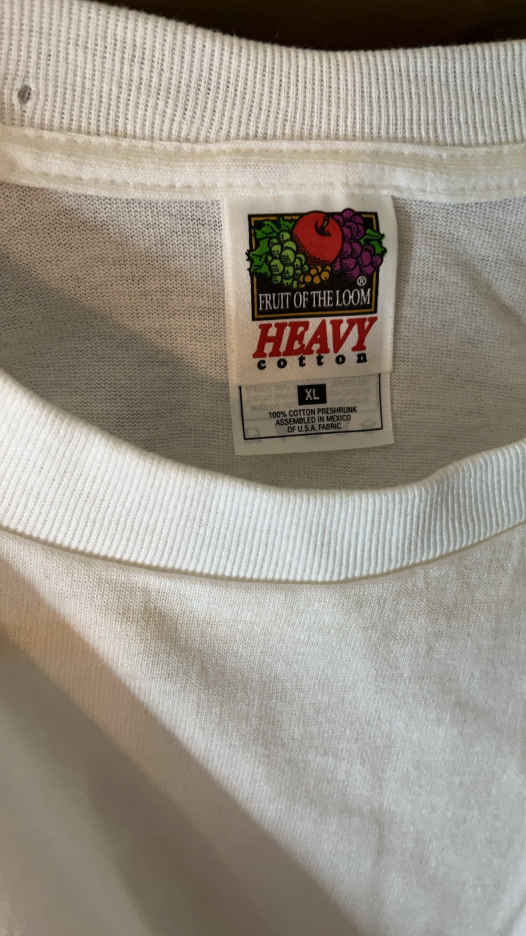 ®
FRUIT OF THE LOOM
HEAVY
cotton
XL
100% COTTON PRESHRUNK
ASSEMBLED IN MEXICO
OF U.S.A. FABRIC